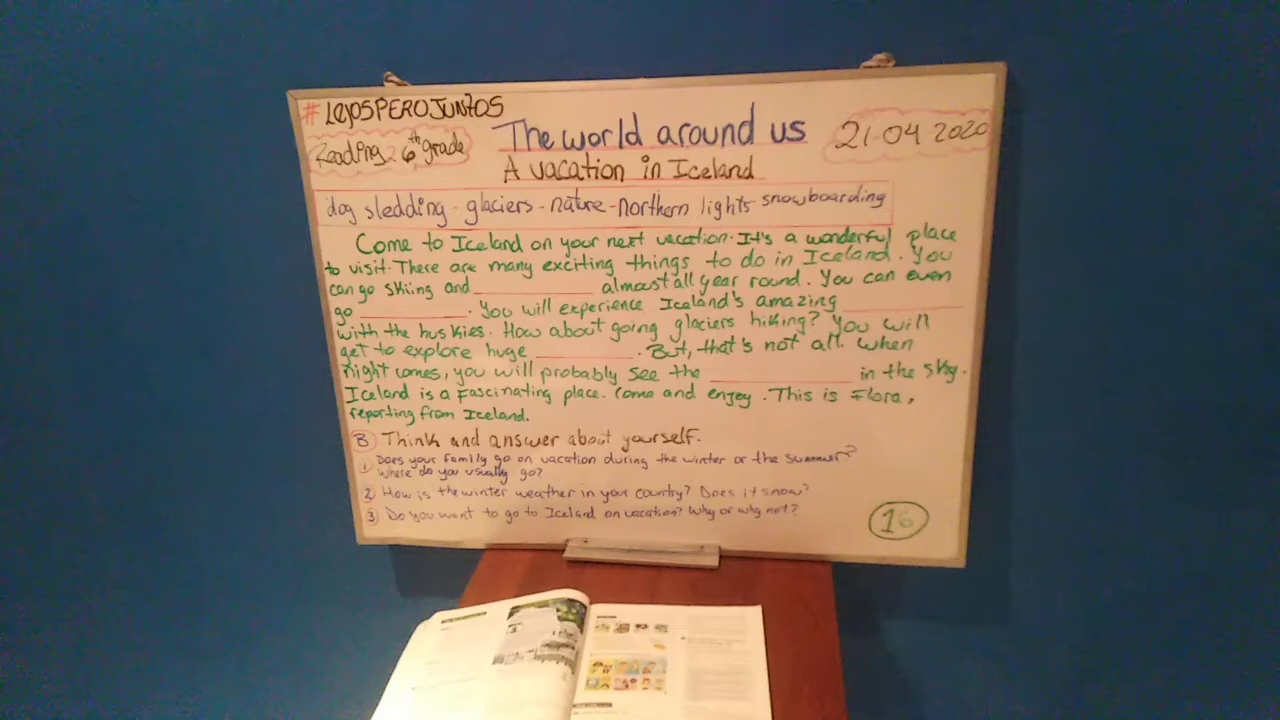 #LejOSPEROJUNTOS
Reading 6th grade
The world around us
21-04-2020
A vacation in Iceland
dog sledding - glaciers - nature - northern lights - snowboarding
Come to Iceland on your next vacation. It's a wonderful place
to visit. There are many exciting things to do in Iceland. You
can go skiing and __________ almost all year round. You can even
go __________. You will experience Iceland's amazing __________
with the huskies. How about going glaciers hiking? You will
get to explore huge __________. But, that's not all. When
night comes, you will probably see the __________ in the sky.
Iceland is a Fascinating place. Come and enjoy. This is Flora,
reporting from Iceland.
B Think and answer about yourself.
1 Does your family go on vacation during the winter or the summer?
Where do you usually go?
2 How is the winter weather in your country? Does it snow?
3 Do you want to go to Iceland on vacation? Why or why not?
16